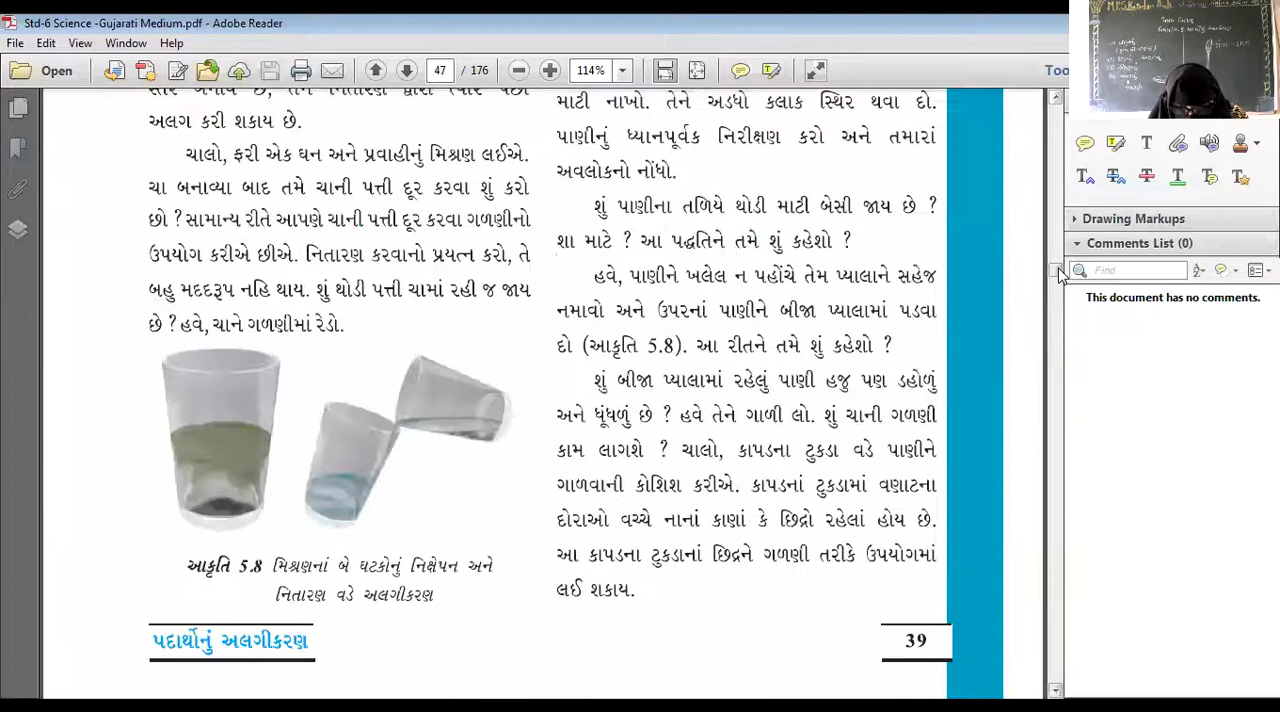 Std-6 Science -Gujarati Medium.pdf - Adobe Reader
File Edit View Window Help
Open 47 / 176 114%
અલગ કરી શકાય છે.
ચાલો, ફરી એક ઘન અને પ્રવાહીનું મિશ્રણ લઈએ.
ચા બનાવ્યા બાદ તમે ચાની પત્તી દૂર કરવા શું કરો
છો ? સામાન્ય રીતે આપણે ચાની પત્તી દૂર કરવા ગળણીનો
ઉપયોગ કરીએ છીએ. નિતારણ કરવાનો પ્રયત્ન કરો, તે
બહુ મદદરૂપ નહિ થાય. શું થોડી પત્તી ચામાં રહી જ જાય
છે ? હવે, ચાને ગળણીમાં રેડો.
આકૃતિ 5.8 મિશ્રણનાં બે ઘટકોનું નિક્ષેપન અને
નિતારણ વડે અલગીકરણ
માટી નાખો. તેને અડધો કલાક સ્થિર થવા દો.
પાણીનું ધ્યાનપૂર્વક નિરીક્ષણ કરો અને તમારાં
અવલોકનો નોંધો.
શું પાણીના તળિયે થોડી માટી બેસી જાય છે ?
શા માટે ? આ પદ્ધતિને તમે શું કહેશો ?
હવે, પાણીને ખલેલ ન પહોંચે તેમ પ્યાલાને સહેજ
નમાવો અને ઉપરનાં પાણીને બીજા પ્યાલામાં પડવા
દો (આકૃતિ 5.8). આ રીતને તમે શું કહેશો ?
શું બીજા પ્યાલામાં રહેલું પાણી હજુ પણ ડહોળું
અને ધૂંધળું છે ? હવે તેને ગાળી લો. શું ચાની ગળણી
કામ લાગશે ? ચાલો, કાપડના ટુકડા વડે પાણીને
ગાળવાની કોશિશ કરીએ. કાપડનાં ટુકડામાં વણાટના
દોરાઓ વચ્ચે નાનાં કાણાં કે છિદ્રો રહેલાં હોય છે.
આ કાપડના ટુકડાનાં છિદ્રને ગળણી તરીકે ઉપયોગમાં
લઈ શકાય.
પદાર્થોનું અલગીકરણ
39
Drawing Markups
Comments List (0)
Find
This document has no comments.